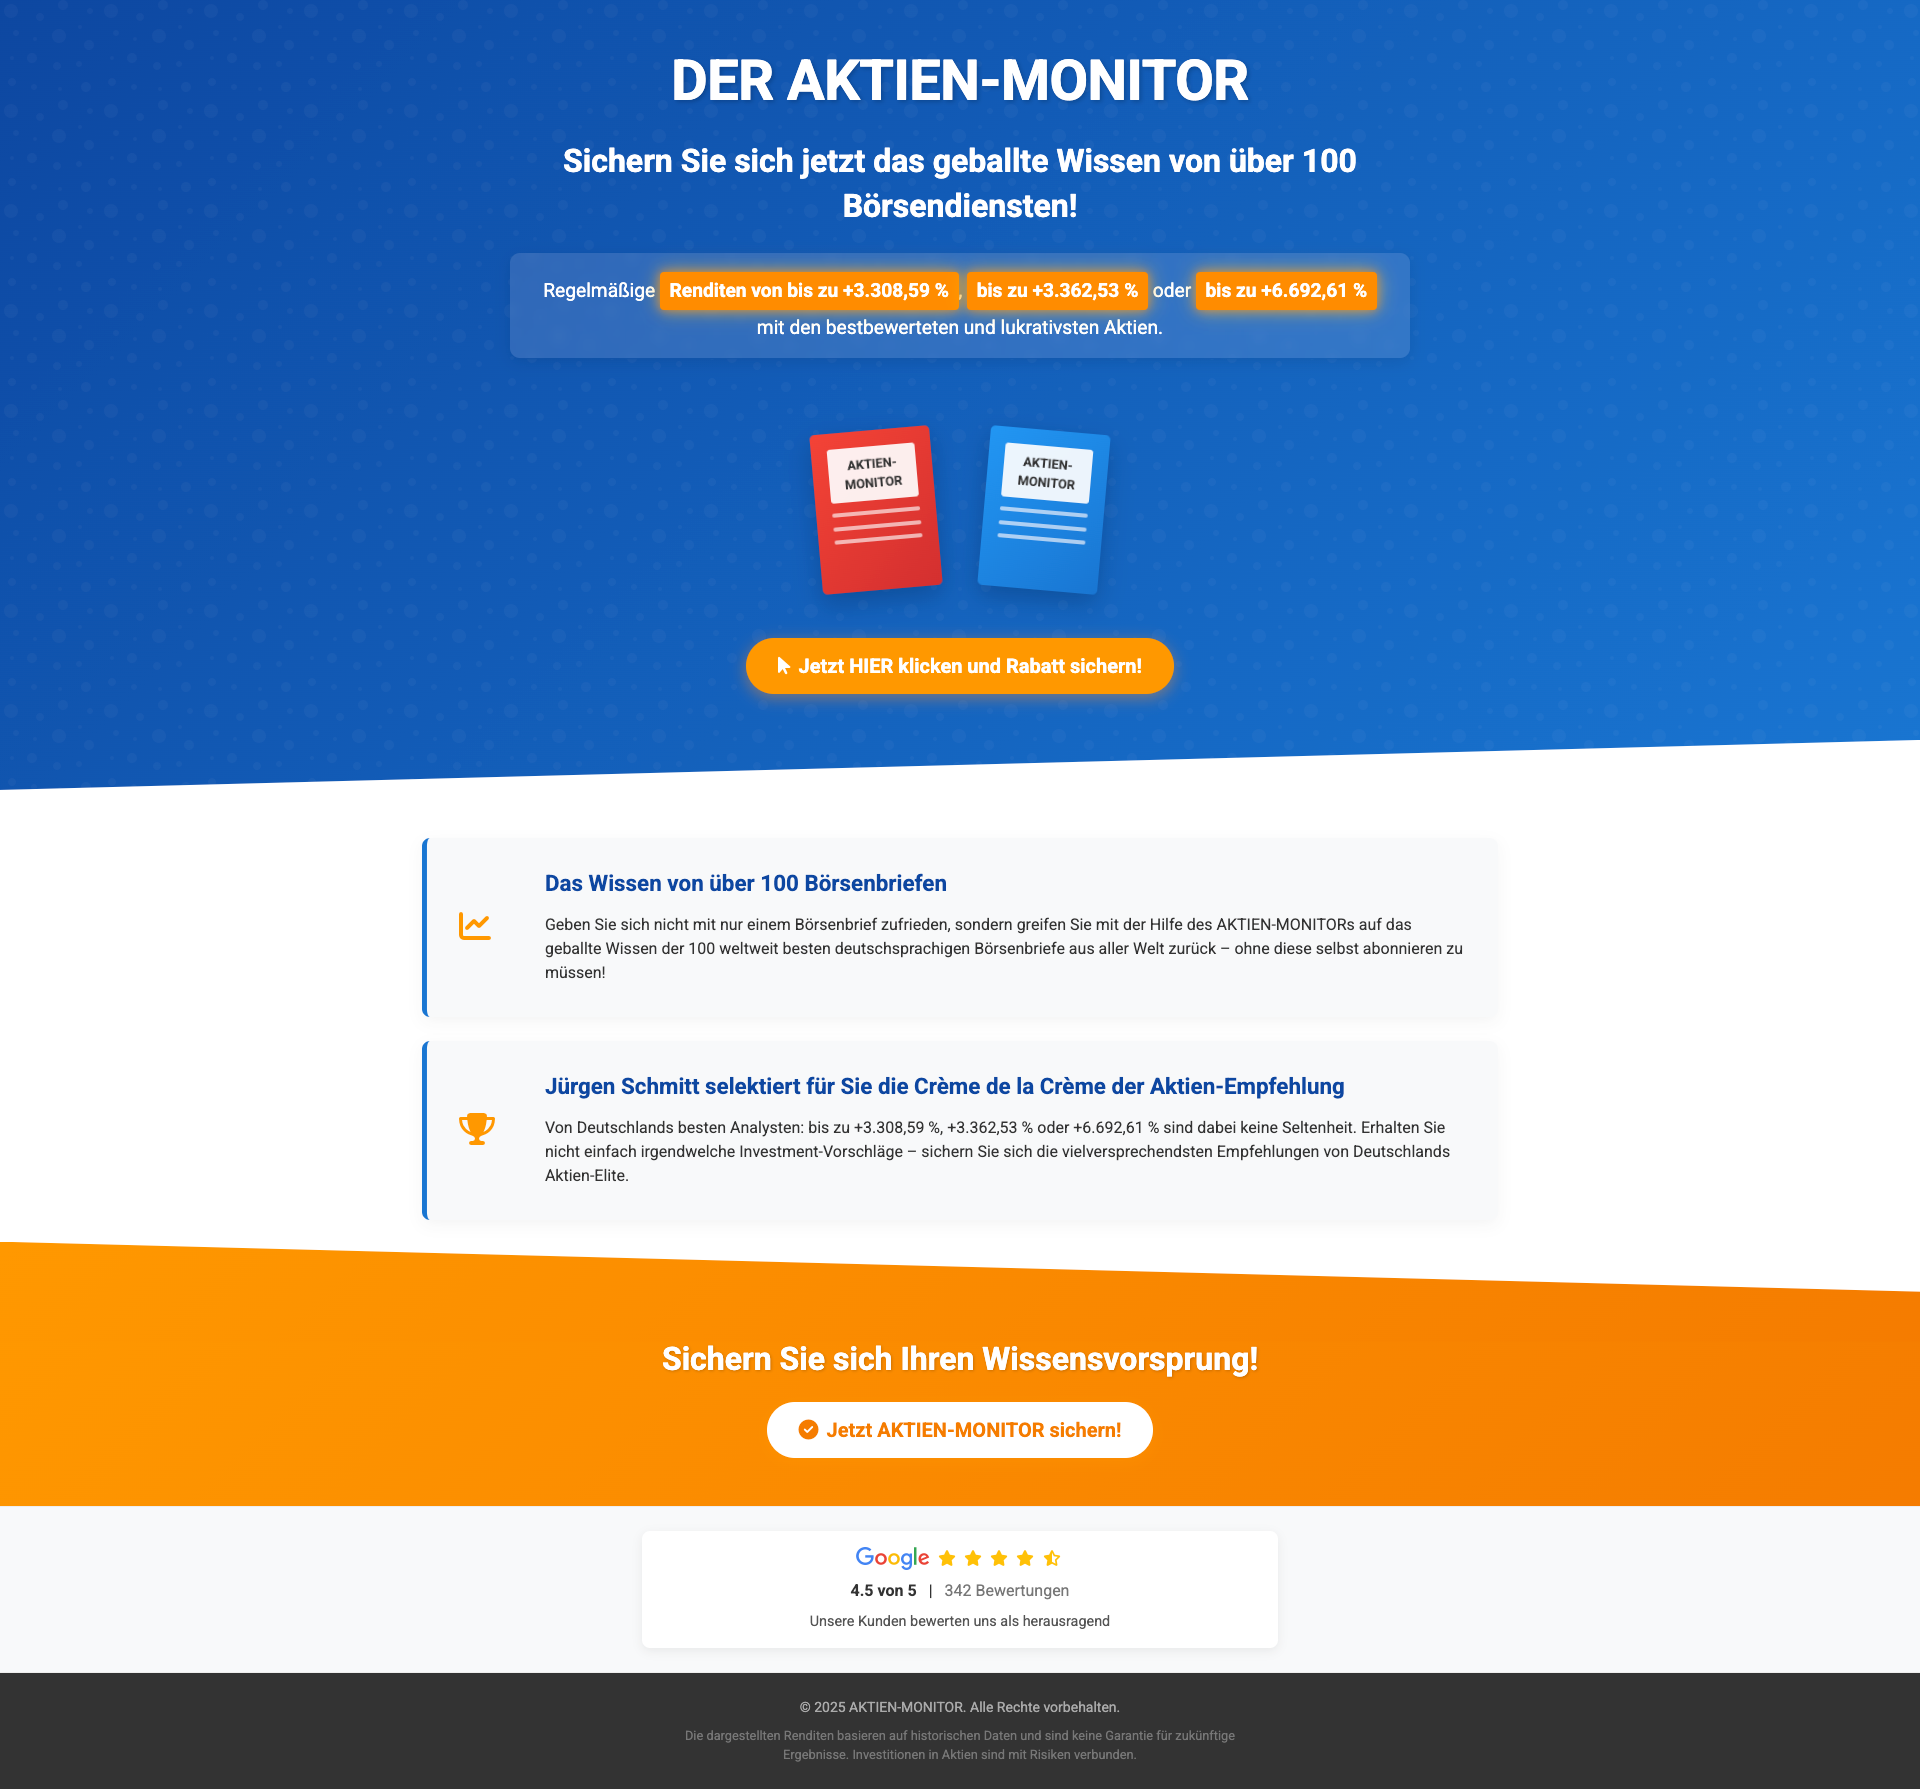 DER AKTIEN-MONITOR
Sichern Sie sich jetzt das geballte Wissen von über 100
Börsendiensten!
Regelmäßige Renditen von bis zu +3.308,59 % , bis zu +3.362,53 % oder bis zu +6.692,61 %
mit den bestbewerteten und lukrativsten Aktien.
AKTIEN-
MONITOR
AKTIEN-
MONITOR
Jetzt HIER klicken und Rabatt sichern!
Das Wissen von über 100 Börsenbriefen
Geben Sie sich nicht mit nur einem Börsenbrief zufrieden, sondern greifen Sie mit der Hilfe des AKTIEN-MONITORs auf das
geballte Wissen der 100 weltweit besten deutschsprachigen Börsenbriefe aus aller Welt zurück – ohne diese selbst abonnieren zu
müssen!
Jürgen Schmitt selektiert für Sie die Crème de la Crème der Aktien-Empfehlung
Von Deutschlands besten Analysten: bis zu +3.308,59 %, +3.362,53 % oder +6.692,61 % sind dabei keine Seltenheit. Erhalten Sie
nicht einfach irgendwelche Investment-Vorschläge – sichern Sie sich die vielversprechendsten Empfehlungen von Deutschlands
Aktien-Elite.
Sichern Sie sich Ihren Wissensvorsprung!
Jetzt AKTIEN-MONITOR sichern!
Google
4.5 von 5 | 342 Bewertungen
Unsere Kunden bewerten uns als herausragend
© 2025 AKTIEN-MONITOR. Alle Rechte vorbehalten.
Die dargestellten Renditen basieren auf historischen Daten und sind keine Garantie für zukünftige
Ergebnisse. Investitionen in Aktien sind mit Risiken verbunden.